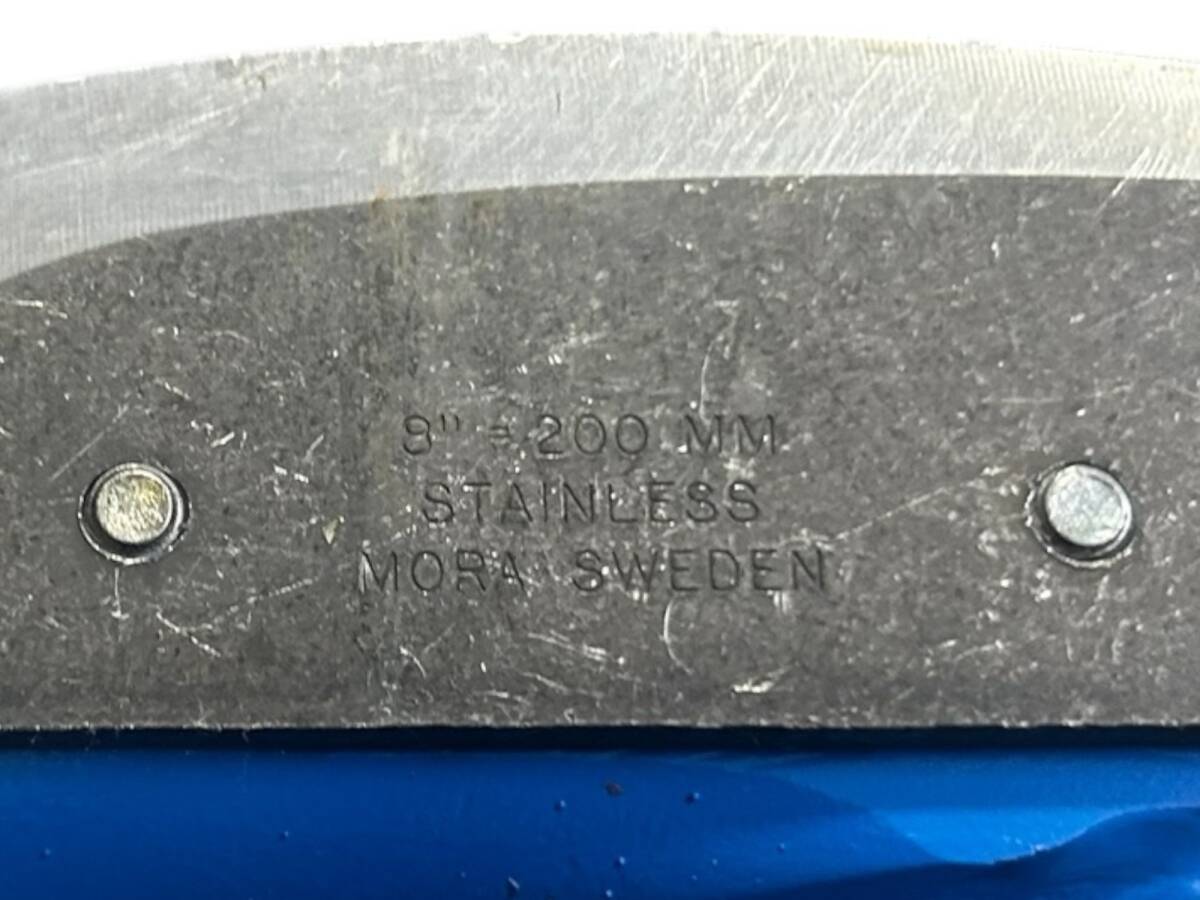 8" = 200 MM
STAINLESS
MORA SWEDEN